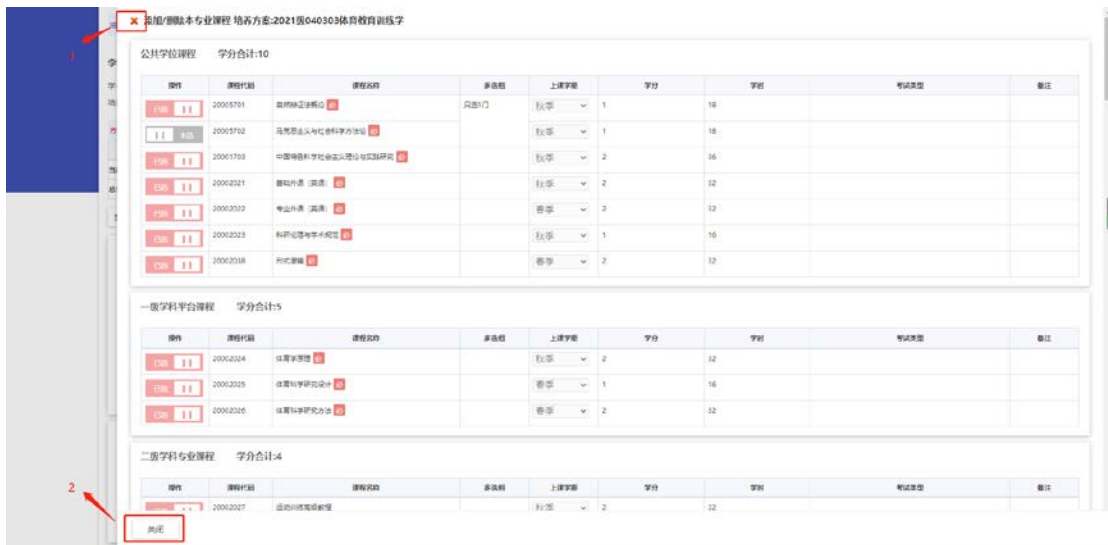 1
× 添加/删除本专业课程 培养方案:2021级040303体育教育训练学
公共学位课程 学分合计:10
操作 课程代码 课程名称 多选组 上课学期 学分 学时 考试类型 备注
已选 20005701 自然辩证法概论 必 只选1门 秋季 1 18
未选 20005702 马克思主义与社会科学方法论 必 秋季 1 18
已选 20001703 中国特色科学社会主义理论与实践研究 必 秋季 2 36
已选 20002021 基础外语（英语） 必 秋季 2 32
已选 20002022 专业外语（英语） 必 春季 2 32
已选 20002023 科研伦理与学术规范 必 秋季 1 16
已选 20002038 形式逻辑 必 春季 2 32
一级学科平台课程 学分合计:5
操作 课程代码 课程名称 多选组 上课学期 学分 学时 考试类型 备注
已选 20002024 体育学原理 必 秋季 2 32
已选 20002025 体育科学研究设计 必 春季 1 16
已选 20002026 体育科学研究方法 必 春季 2 32
二级学科专业课程 学分合计:4
操作 课程代码 课程名称 多选组 上课学期 学分 学时 考试类型 备注
20002027 运动训练高级教程 秋季 2 32
2
关闭